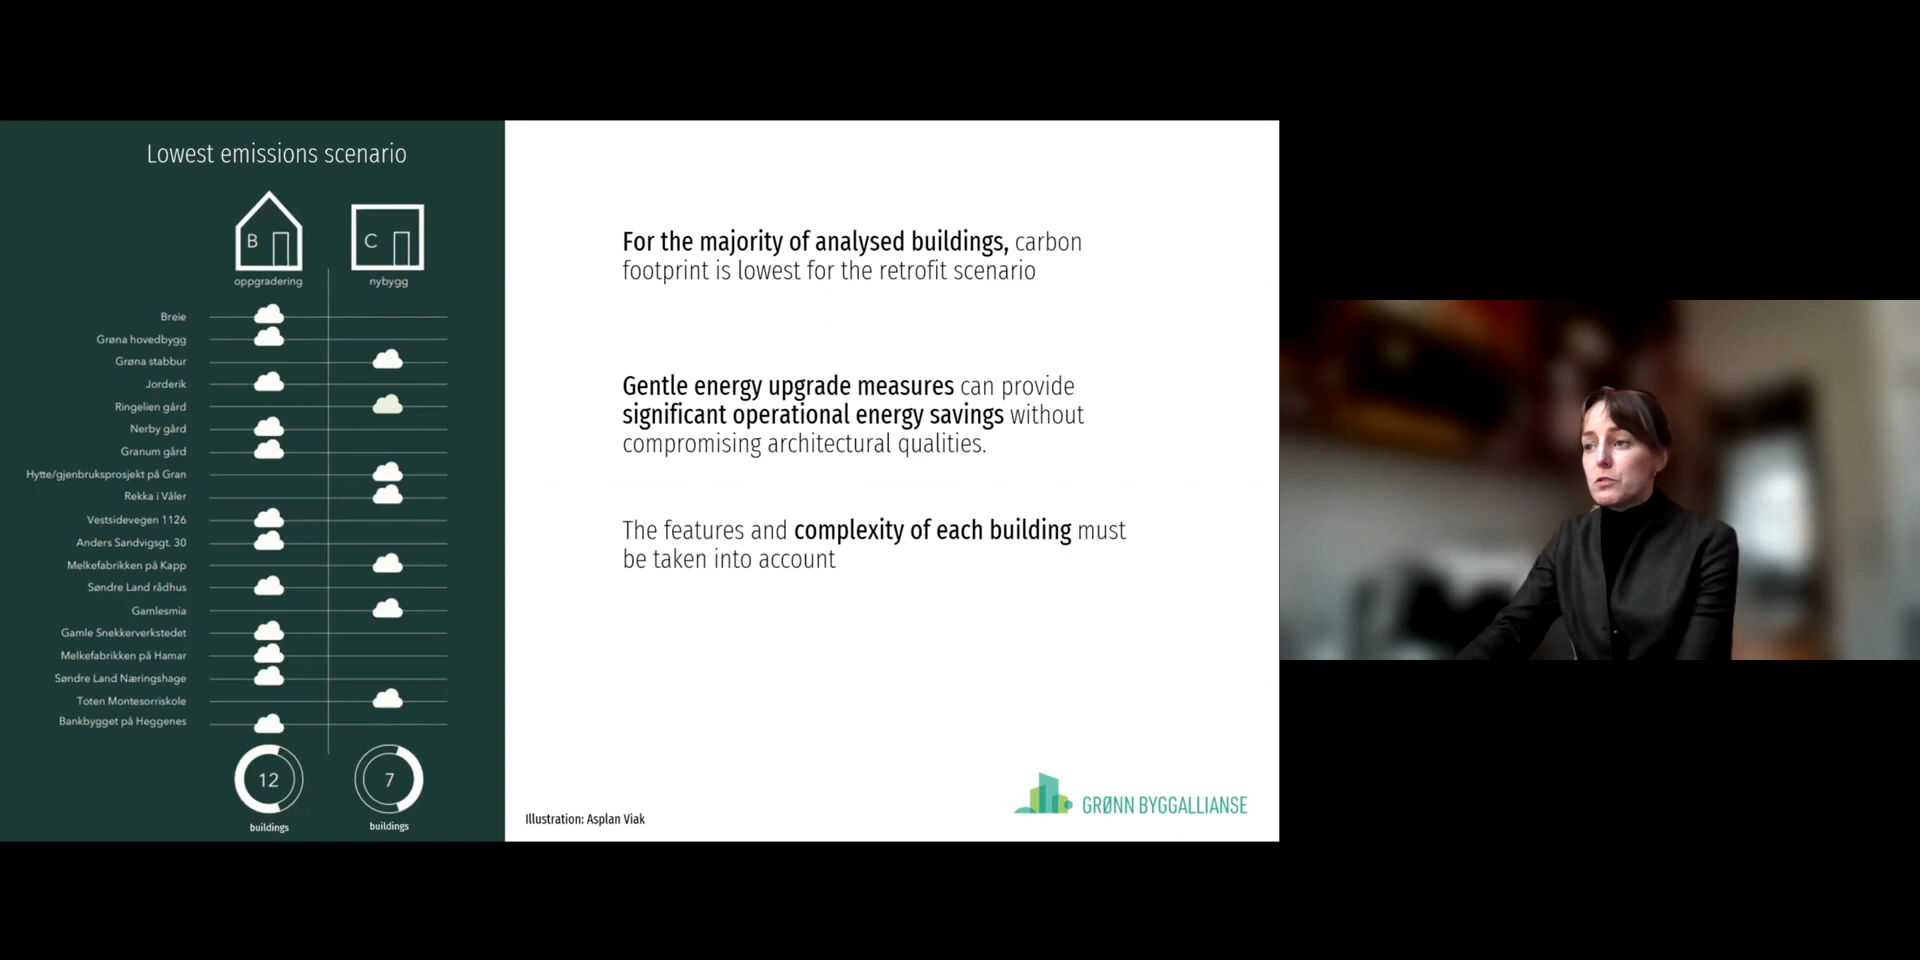 Lowest emissions scenario
B
C
oppgradering
nybygg
Breie
Grøna hovedbygg
Grøna stabbur
Jorderik
Ringelien gård
Nerby gård
Granum gård
Hytte/gjenbruksprosjekt på Gran
Rekka i Våler
Vestsidevegen 1126
Anders Sandvigsgt. 30
Melkefabrikken på Kapp
Søndre Land rådhus
Gamlesmia
Gamle Snekkerverkstedet
Melkefabrikken på Hamar
Søndre Land Næringshage
Toten Montesorriskole
Bankbygget på Heggenes
12
7
buildings
buildings
For the majority of analysed buildings, carbon
footprint is lowest for the retrofit scenario
Gentle energy upgrade measures can provide
significant operational energy savings without
compromising architectural qualities.
The features and complexity of each building must
be taken into account
Illustration: Asplan Viak
GRØNN BYGGALLIANSE